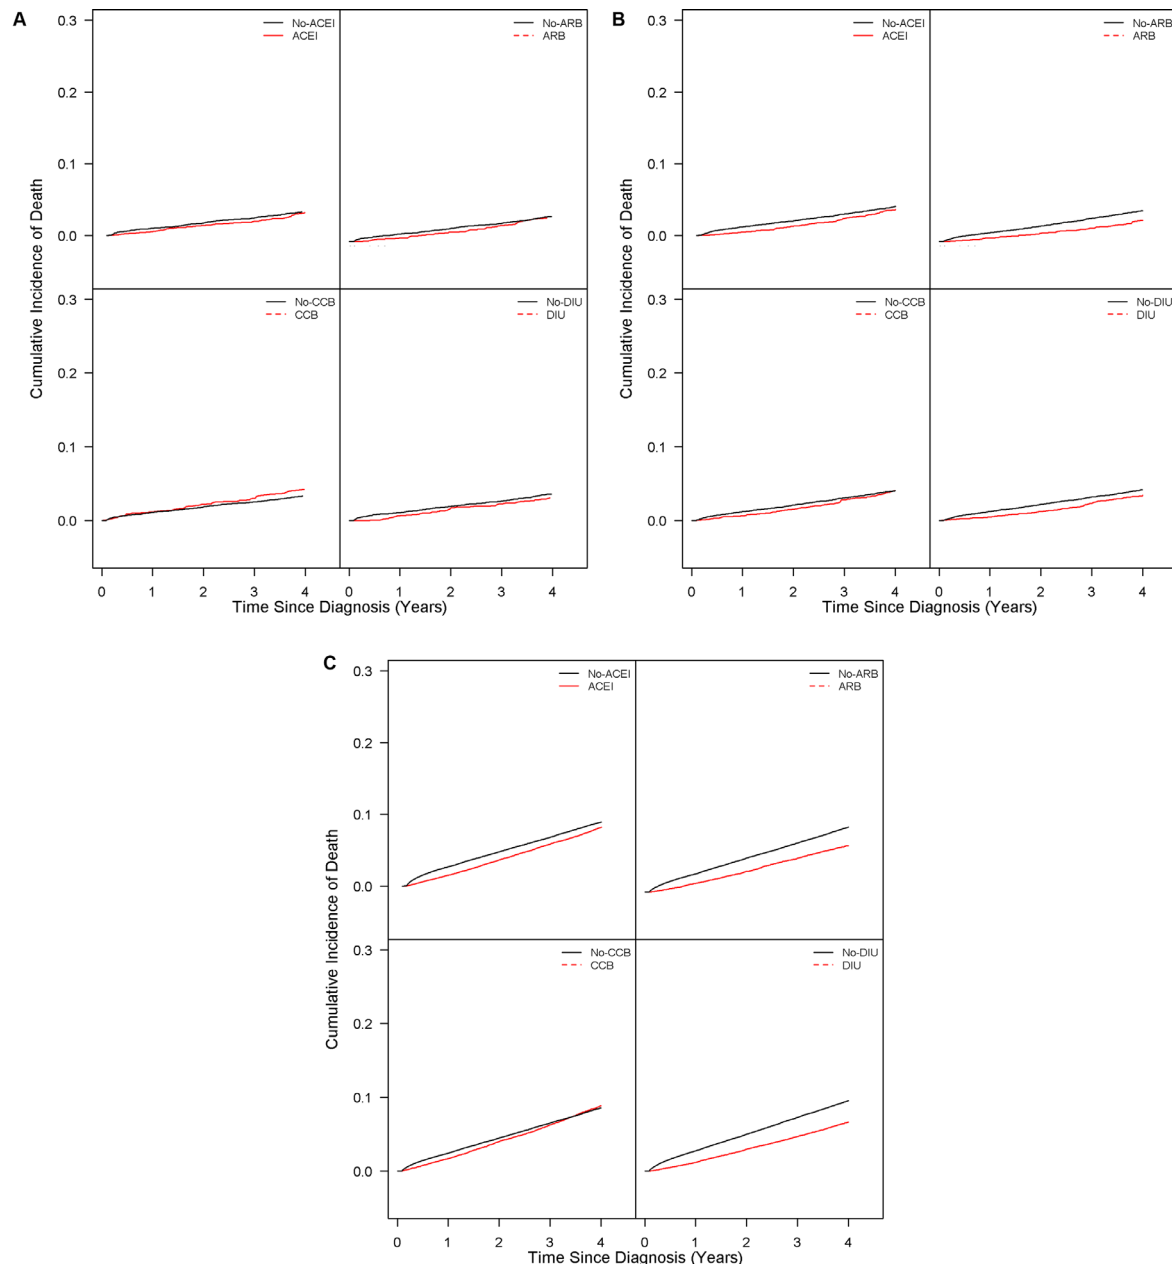 A
No-ACEI
ACEI
No-ARB
ARB
0.3
0.2
0.1
0.0
No-CCB
CCB
No-DIU
DIU
0.3
0.2
0.1
0.0
Cumulative Incidence of Death
0 1 2 3 4 0 1 2 3 4
Time Since Diagnosis (Years)
B
No-ACEI
ACEI
No-ARB
ARB
0.3
0.2
0.1
0.0
No-CCB
CCB
No-DIU
DIU
0.3
0.2
0.1
0.0
Cumulative Incidence of Death
0 1 2 3 4 0 1 2 3 4
Time Since Diagnosis (Years)
C
No-ACEI
ACEI
No-ARB
ARB
0.3
0.2
0.1
0.0
No-CCB
CCB
No-DIU
DIU
0.3
0.2
0.1
0.0
Cumulative Incidence of Death
0 1 2 3 4 0 1 2 3 4
Time Since Diagnosis (Years)